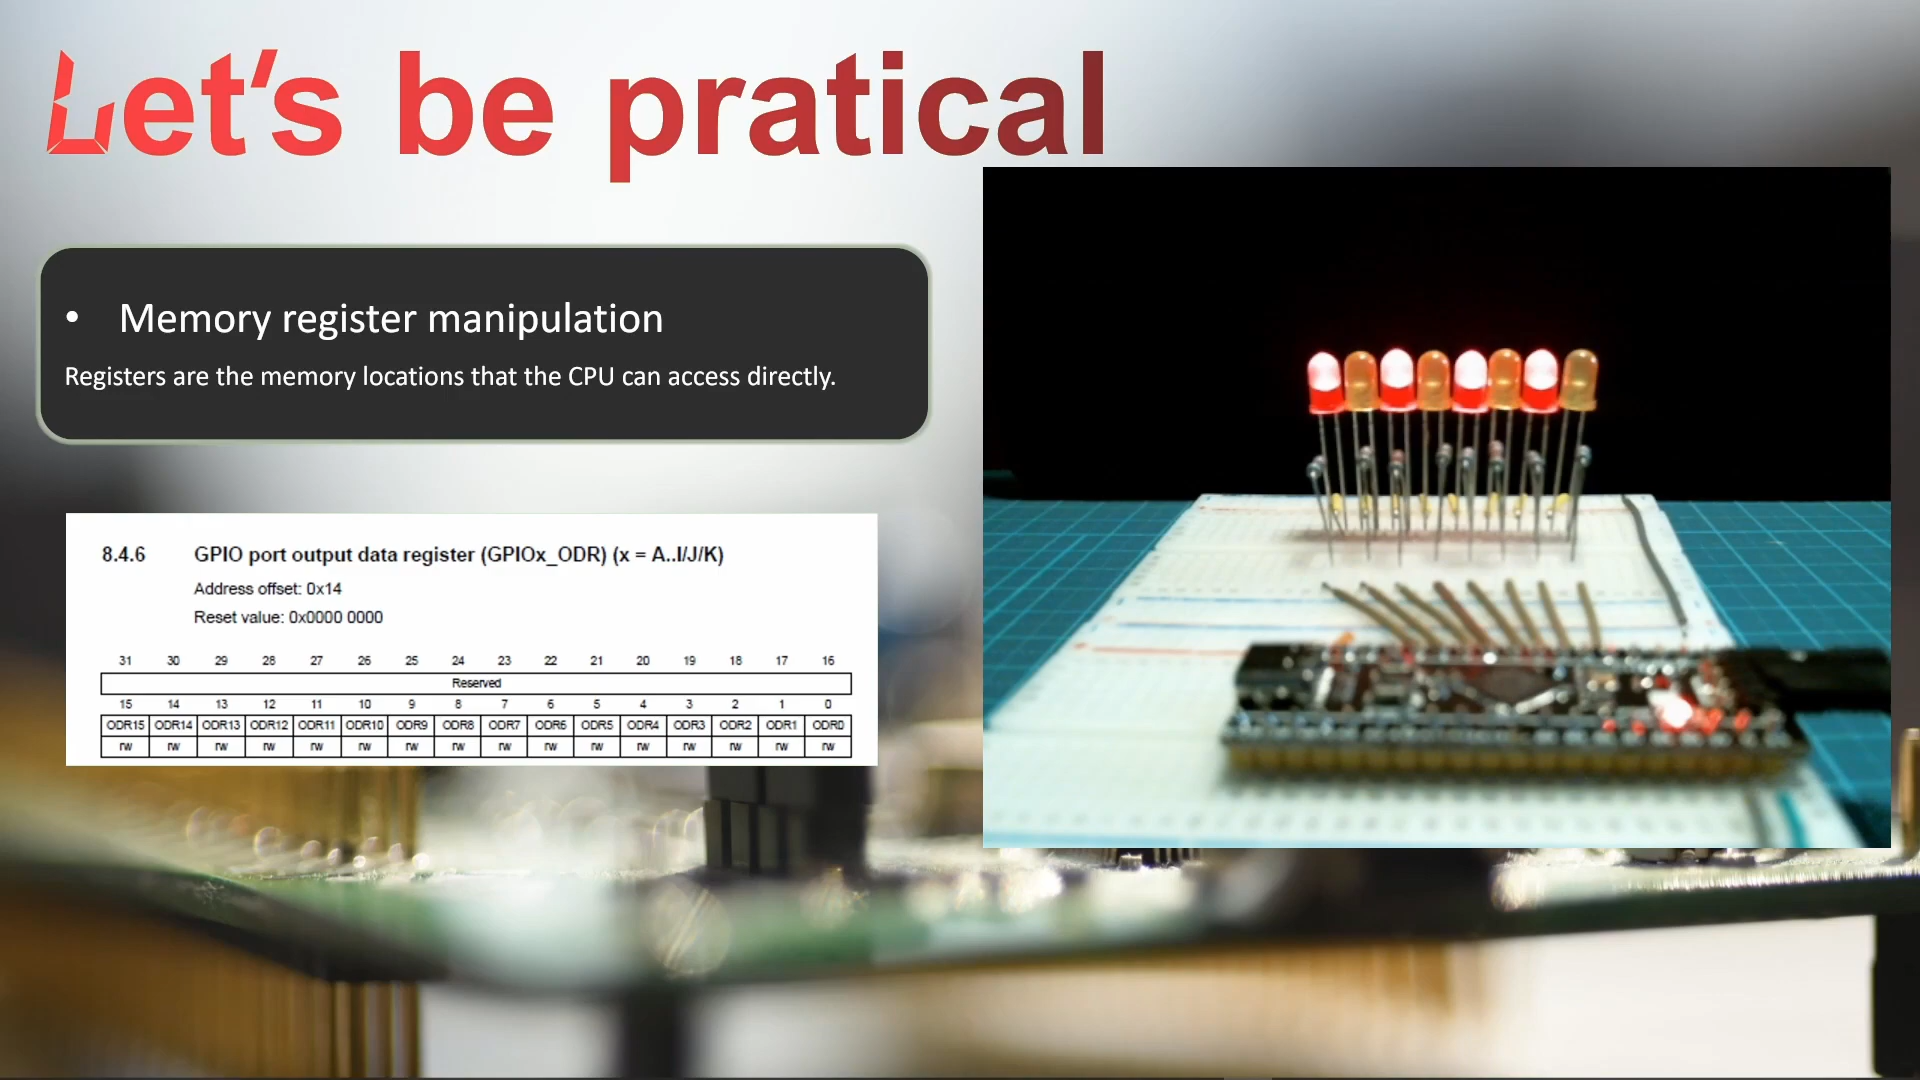 Let's be pratical
• Memory register manipulation
Registers are the memory locations that the CPU can access directly.
8.4.6 GPIO port output data register (GPIOx_ODR) (x = A..I/J/K)
Address offset: 0x14
Reset value: 0x0000 0000
31 30 29 28 27 26 25 24 23 22 21 20 19 18 17 16
Reserved
15 14 13 12 11 10 9 8 7 6 5 4 3 2 1 0
ODR15 ODR14 ODR13 ODR12 ODR11 ODR10 ODR9 ODR8 ODR7 ODR6 ODR5 ODR4 ODR3 ODR2 ODR1 ODR0
rw rw rw rw rw rw rw rw rw rw rw rw rw rw rw rw